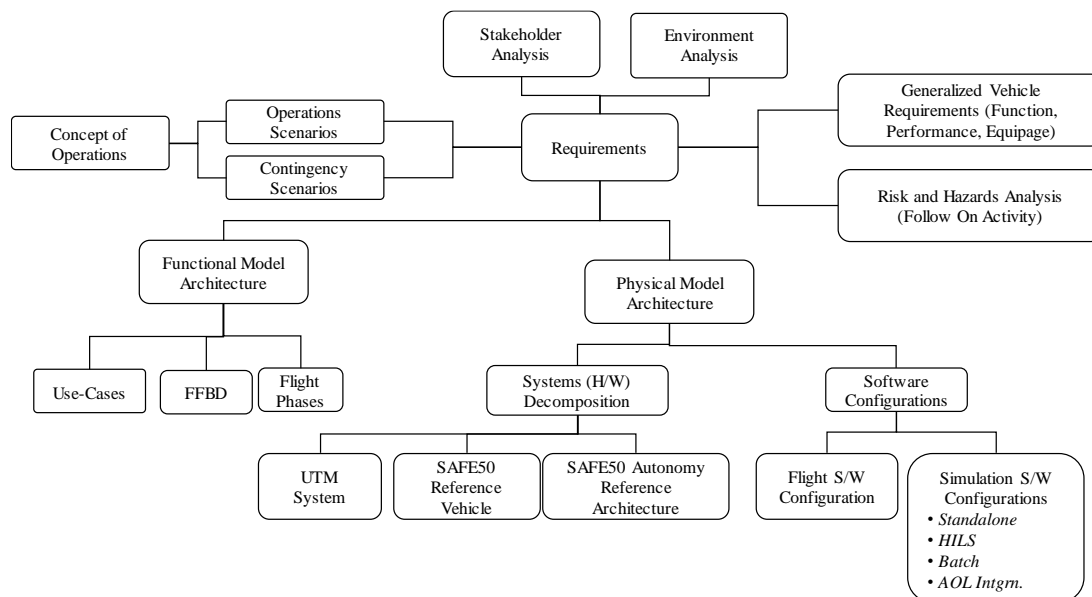 Stakeholder
Analysis
Environment
Analysis
Generalized Vehicle
Requirements (Function,
Performance, Equipage)
Operations
Scenarios
Concept of
Operations
Requirements
Contingency
Scenarios
Risk and Hazards Analysis
(Follow On Activity)
Functional Model
Architecture
Physical Model
Architecture
Use-Cases
FFBD
Flight
Phases
Systems (H/W)
Decomposition
Software
Configurations
UTM
System
SAFE50
Reference
Vehicle
SAFE50 Autonomy
Reference
Architecture
Flight S/W
Configuration
Simulation S/W
Configurations
• Standalone
• HILS
• Batch
• AOL Intgrn.